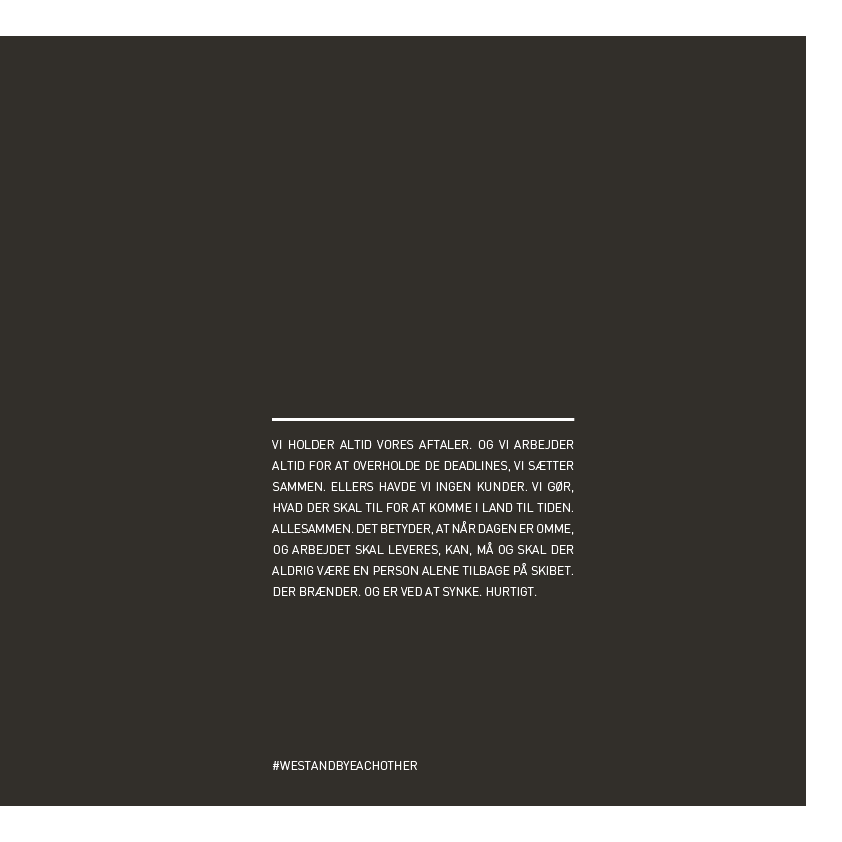 VI HOLDER ALTID VORES AFTALER. OG VI ARBEJDER
ALTID FOR AT OVERHOLDE DE DEADLINES, VI SÆTTER
SAMMEN. ELLERS HAVDE VI INGEN KUNDER. VI GØR,
HVAD DER SKAL TIL FOR AT KOMME I LAND TIL TIDEN.
ALLESAMMEN. DET BETYDER, AT NÅR DAGEN ER OMME,
OG ARBEJDET SKAL LEVERES, KAN, MÅ OG SKAL DER
ALDRIG VÆRE EN PERSON ALENE TILBAGE PÅ SKIBET.
DER BRÆNDER. OG ER VED AT SYNKE. HURTIGT.
#WESTANDBYEACHOTHER